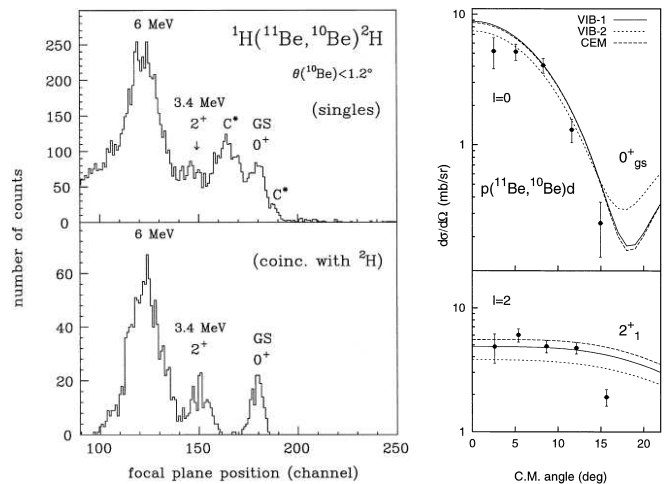 6 MeV
¹H(¹¹Be,¹⁰Be)²H
θ(¹⁰Be)<1.2°
(singles)
3.4 MeV
2⁺
↓
C*
GS
0⁺
C*
250
200
150
100
50
0
number of counts
6 MeV
(coinc. with ²H)
3.4 MeV
2⁺
GS
0⁺
60
40
20
0
100 150 200 250
focal plane position (channel)
10
VIB-1
VIB-2
CEM
l=0
1
0⁺gs
p(¹¹Be,¹⁰Be)d
dσ/dΩ (mb/sr)
l=2
2⁺₁
10
1
0 5 10 15 20
C.M. angle (deg)